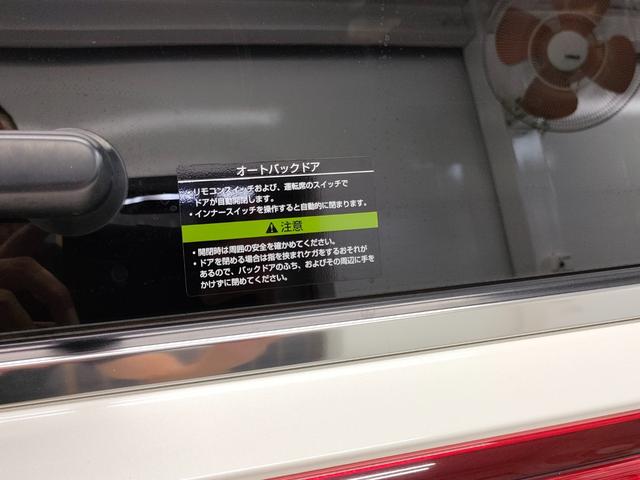 オートバックドア
・リモコンスイッチおよび、運転席のスイッチで
ドアが自動開閉します。
・インナースイッチを操作すると自動的に閉まります。
⚠注意
・開閉時は周囲の安全を確かめてください。
・ドアを閉める場合は指を挟まれケガをするおそれが
あるので、バックドアのふち、およびその周辺に手を
かけずに閉めてください。